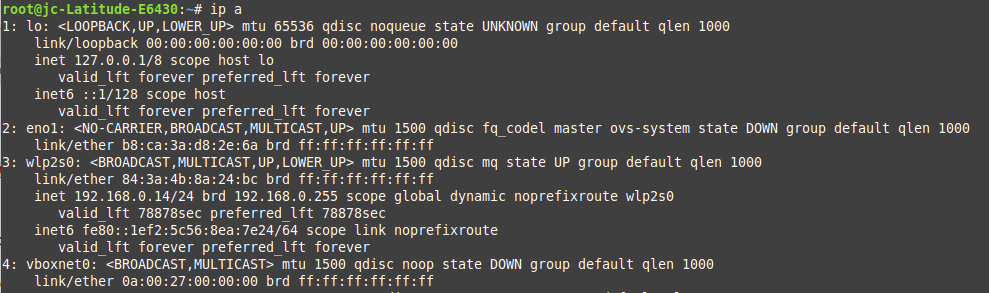 root@jc-Latitude-E6430:~# ip a
1: lo: <LOOPBACK,UP,LOWER_UP> mtu 65536 qdisc noqueue state UNKNOWN group default qlen 1000
    link/loopback 00:00:00:00:00:00 brd 00:00:00:00:00:00
    inet 127.0.0.1/8 scope host lo
       valid_lft forever preferred_lft forever
    inet6 ::1/128 scope host
       valid_lft forever preferred_lft forever
2: eno1: <NO-CARRIER,BROADCAST,MULTICAST,UP> mtu 1500 qdisc fq_codel master ovs-system state DOWN group default qlen 1000
    link/ether b8:ca:3a:d8:2e:6a brd ff:ff:ff:ff:ff:ff
3: wlp2s0: <BROADCAST,MULTICAST,UP,LOWER_UP> mtu 1500 qdisc mq state UP group default qlen 1000
    link/ether 84:3a:4b:8a:24:bc brd ff:ff:ff:ff:ff:ff
    inet 192.168.0.14/24 brd 192.168.0.255 scope global dynamic noprefixroute wlp2s0
       valid_lft 78878sec preferred_lft 78878sec
    inet6 fe80::1ef2:5c56:8ea:7e24/64 scope link noprefixroute
       valid_lft forever preferred_lft forever
4: vboxnet0: <BROADCAST,MULTICAST> mtu 1500 qdisc noop state DOWN group default qlen 1000
    link/ether 0a:00:27:00:00:00 brd ff:ff:ff:ff:ff:ff